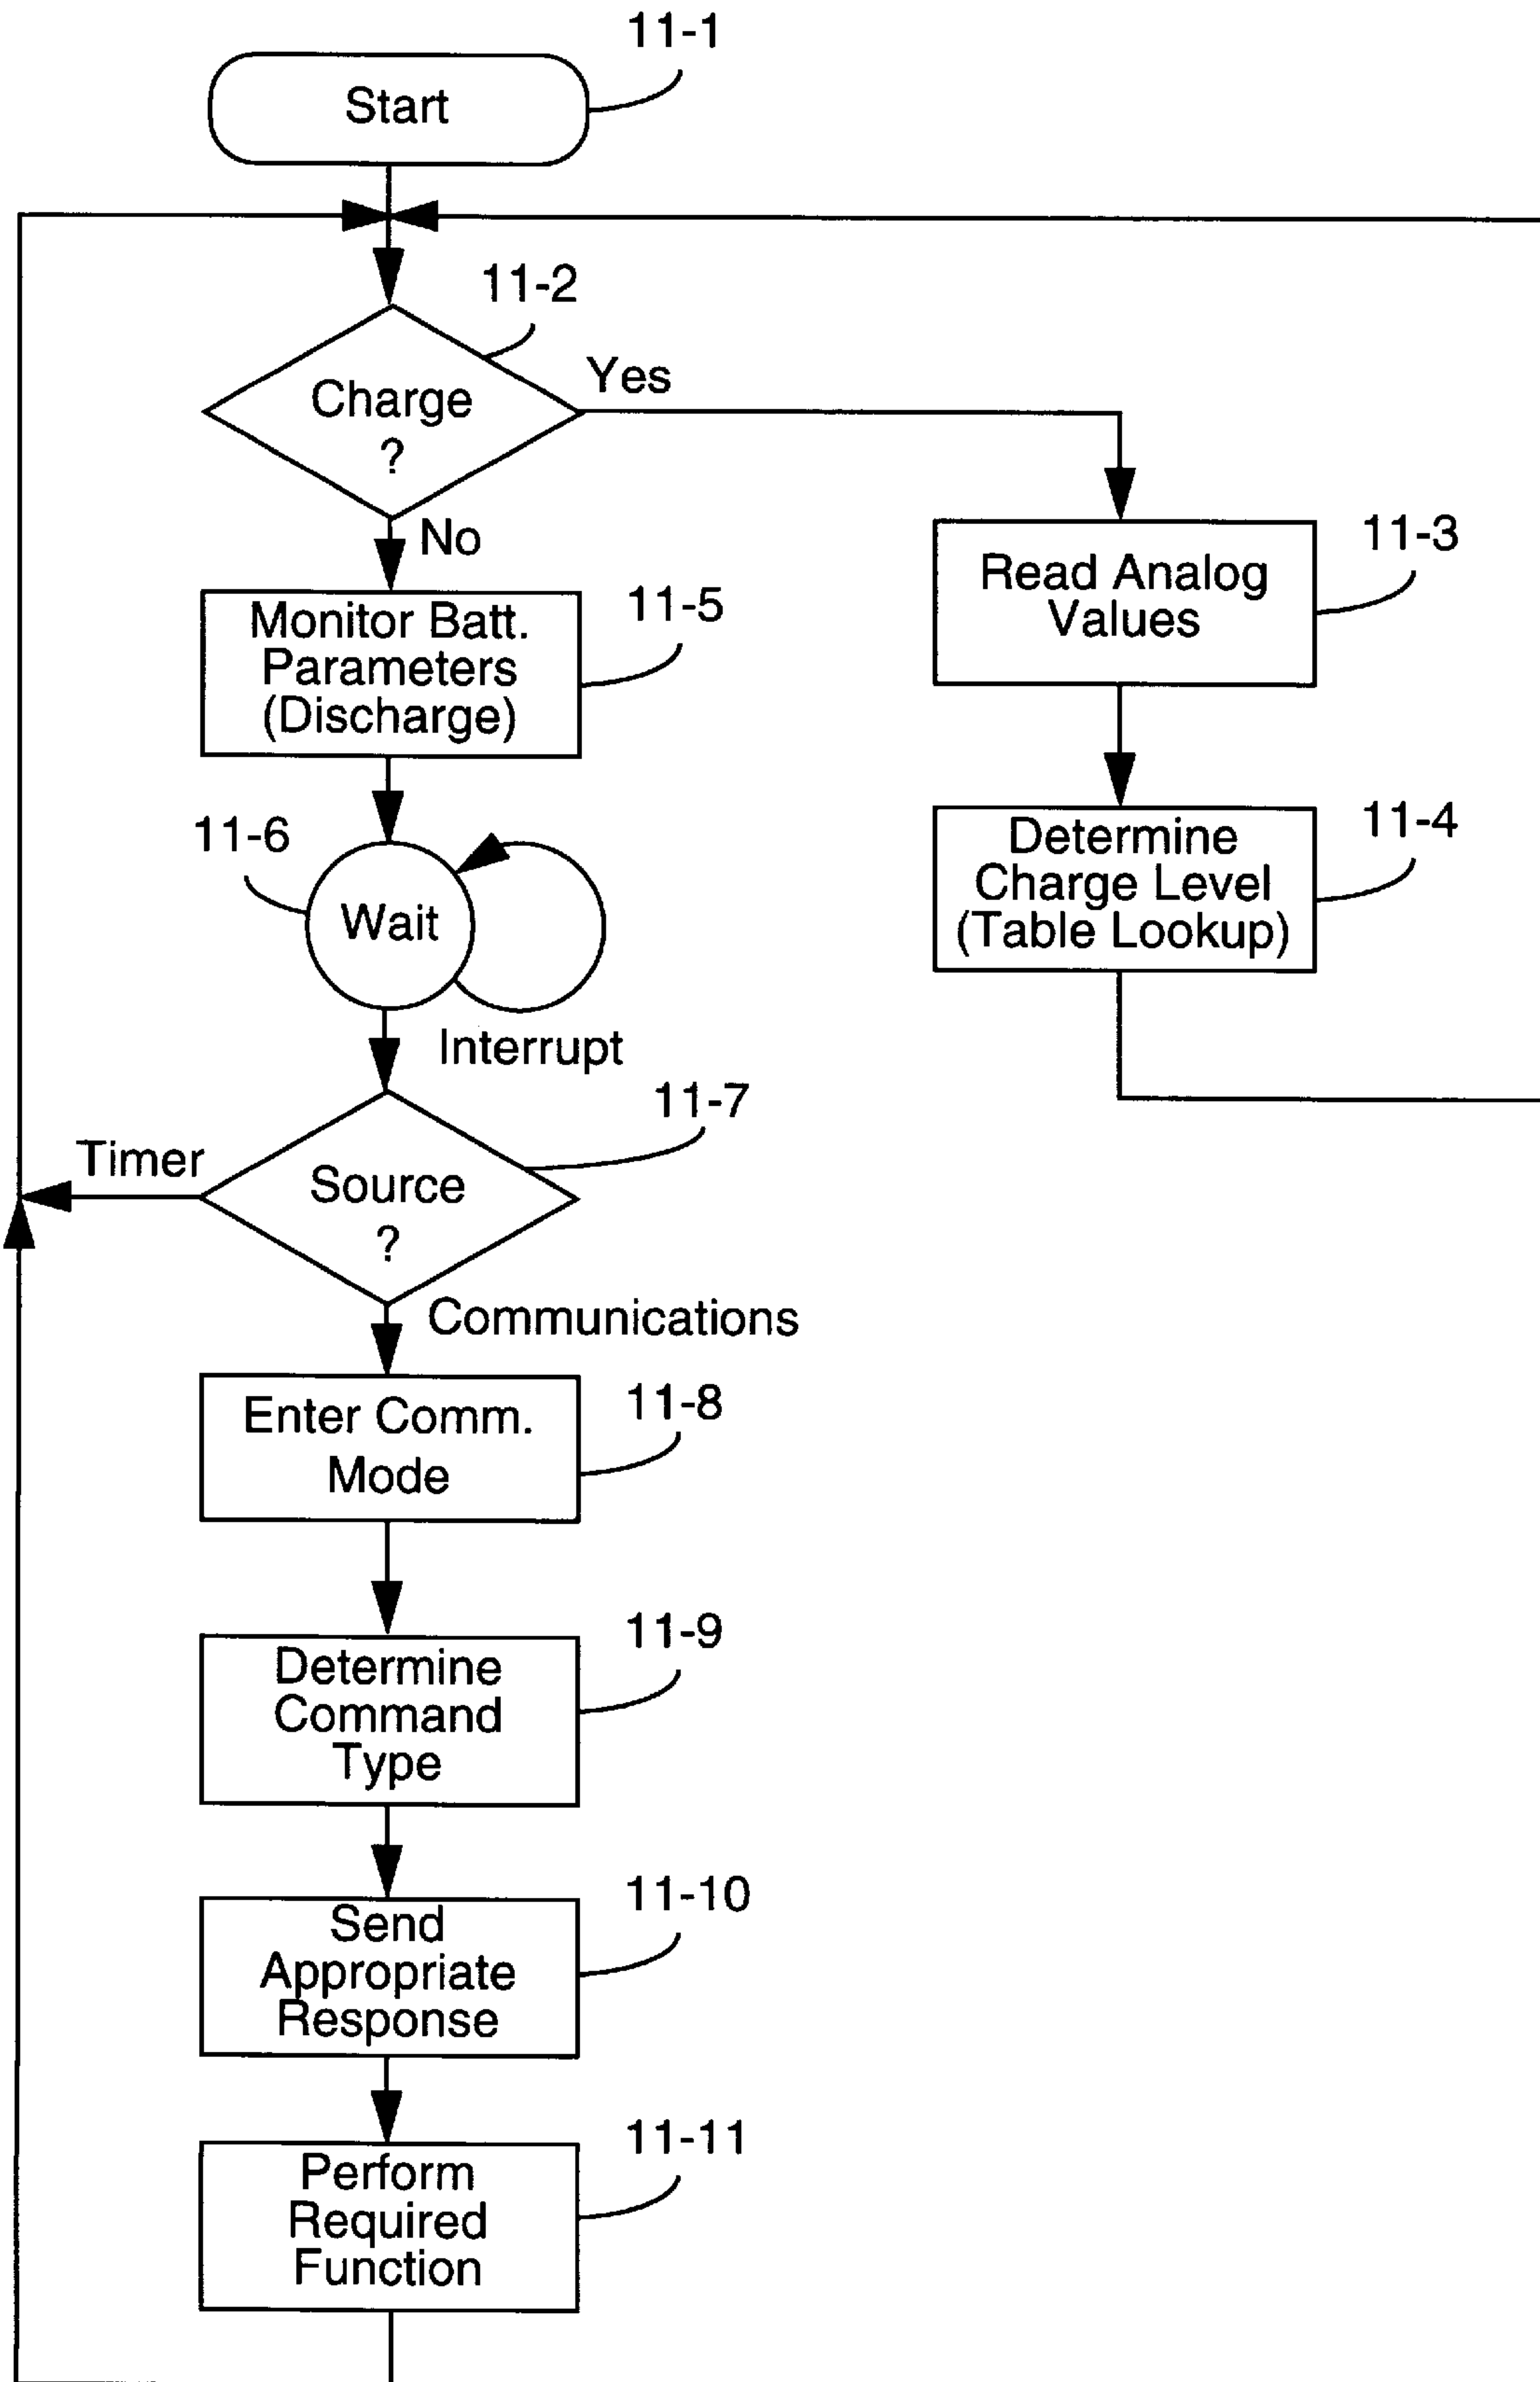 11-1
Start
11-2
Charge
?
Yes
No
11-3
Read Analog
Values
11-5
Monitor Batt.
Parameters
(Discharge)
11-4
Determine
Charge Level
(Table Lookup)
11-6
Wait
Interrupt
11-7
Timer
Source
?
Communications
11-8
Enter Comm.
Mode
11-9
Determine
Command
Type
11-10
Send
Appropriate
Response
11-11
Perform
Required
Function